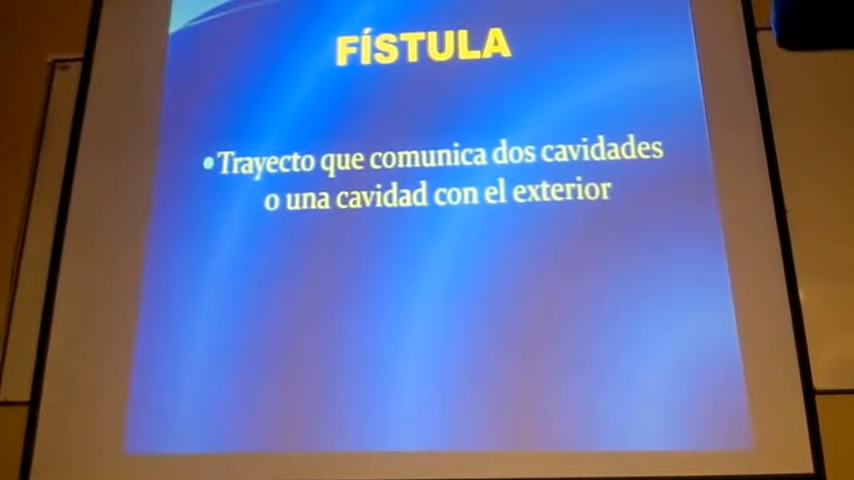 FÍSTULA
•Trayecto que comunica dos cavidades
o una cavidad con el exterior